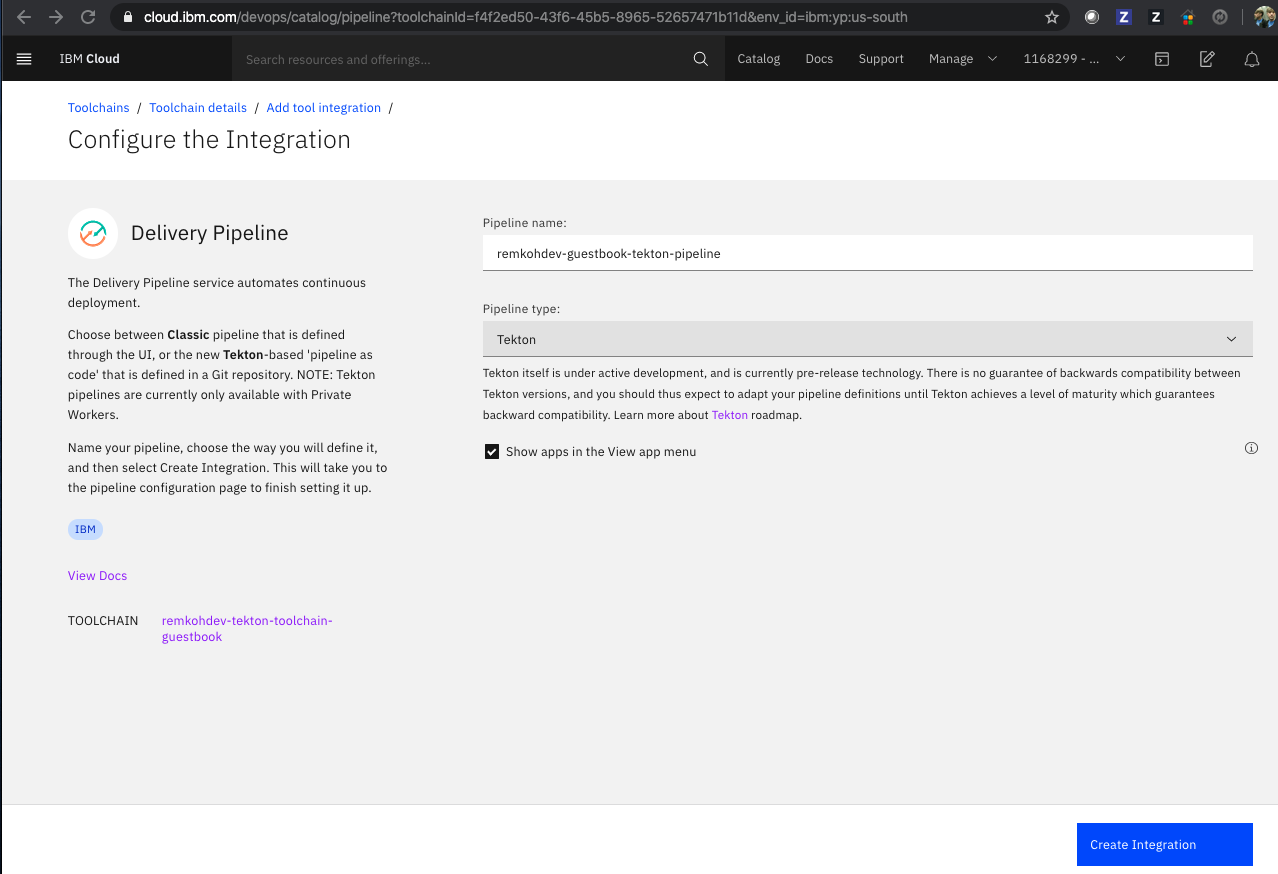 cloud.ibm.com/devops/catalog/pipeline?toolchainId=f4f2ed50-43f6-45b5-8965-52657471b11d&env_id=ibm:yp:us-south
Z
Z
IBM Cloud
Search resources and offerings...
Catalog
Docs
Support
Manage
1168299 - ...
Toolchains / Toolchain details / Add tool integration /
Configure the Integration
Delivery Pipeline
The Delivery Pipeline service automates continuous
deployment.
Choose between Classic pipeline that is defined
through the UI, or the new Tekton-based 'pipeline as
code' that is defined in a Git repository. NOTE: Tekton
pipelines are currently only available with Private
Workers.
Name your pipeline, choose the way you will define it,
and then select Create Integration. This will take you to
the pipeline configuration page to finish setting it up.
IBM
View Docs
TOOLCHAIN remkohdev-tekton-toolchain-
guestbook
Pipeline name:
remkohdev-guestbook-tekton-pipeline
Pipeline type:
Tekton
Tekton itself is under active development, and is currently pre-release technology. There is no guarantee of backwards compatibility between
Tekton versions, and you should thus expect to adapt your pipeline definitions until Tekton achieves a level of maturity which guarantees
backward compatibility. Learn more about Tekton roadmap.
Show apps in the View app menu
Create Integration